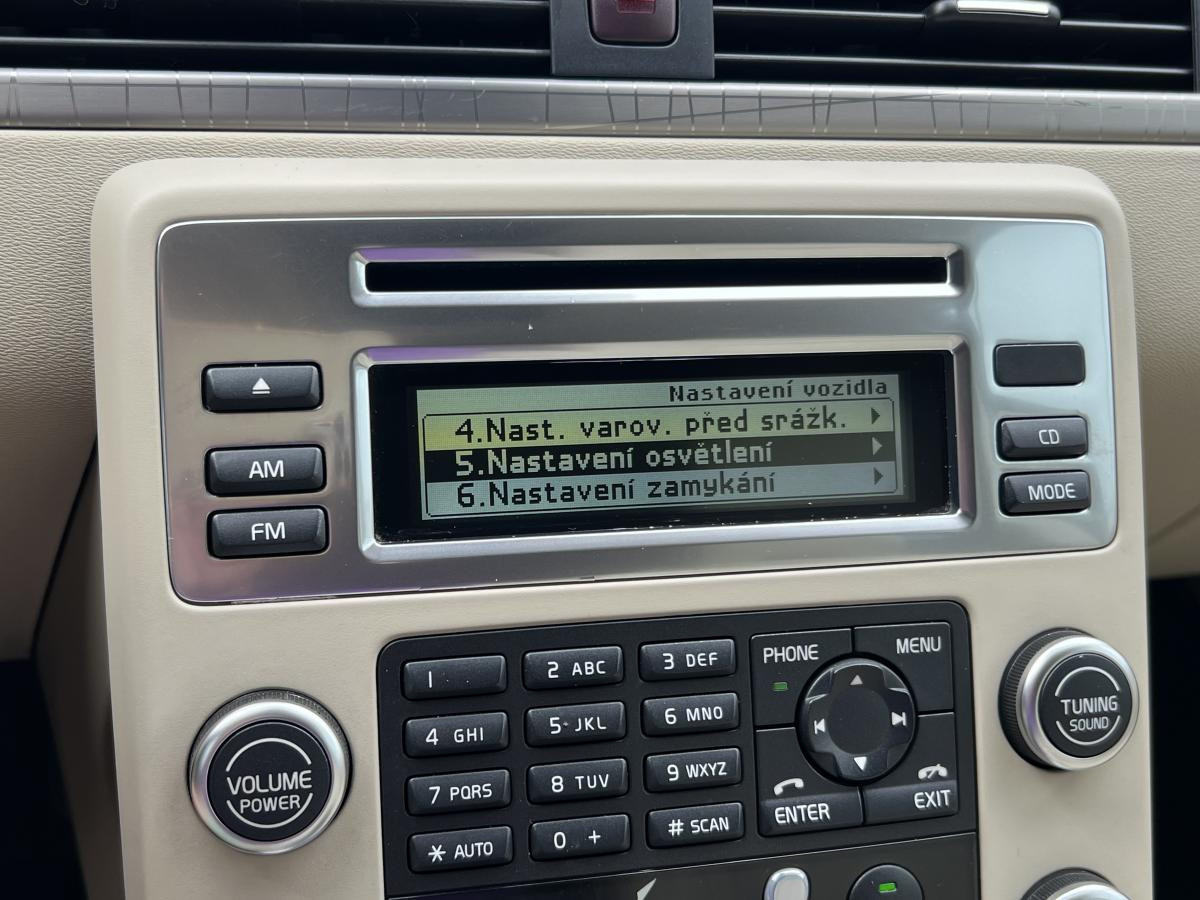 Nastavení vozidla
4.Nast. varov. před srážk.
5.Nastavení osvětlení
6.Nastavení zamykání
AM
FM
CD
MODE
1
2 ABC
3 DEF
4 GHI
5 JKL
6 MNO
7 PQRS
8 TUV
9 WXYZ
* AUTO
0 +
# SCAN
PHONE
MENU
ENTER
EXIT
VOLUME
POWER
TUNING
SOUND